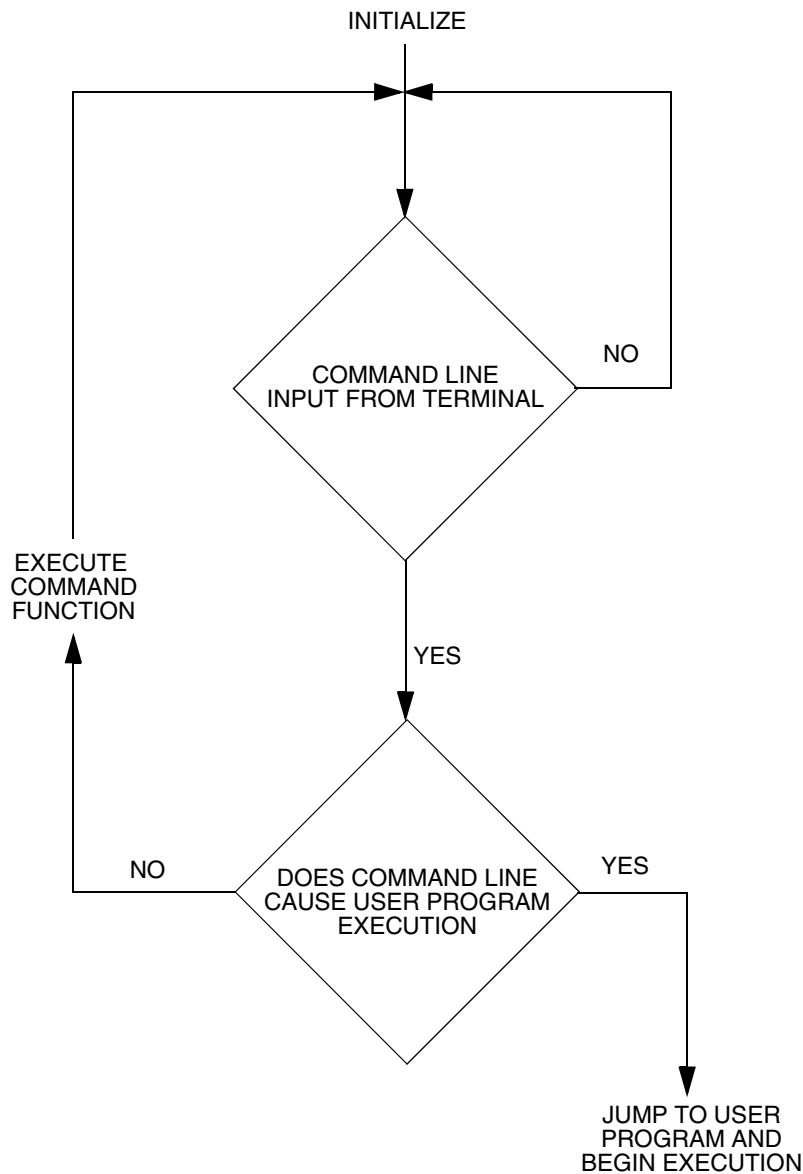 INITIALIZE
COMMAND LINE
INPUT FROM TERMINAL
NO
EXECUTE
COMMAND
FUNCTION
YES
NO
DOES COMMAND LINE
CAUSE USER PROGRAM
EXECUTION
YES
JUMP TO USER
PROGRAM AND
BEGIN EXECUTION